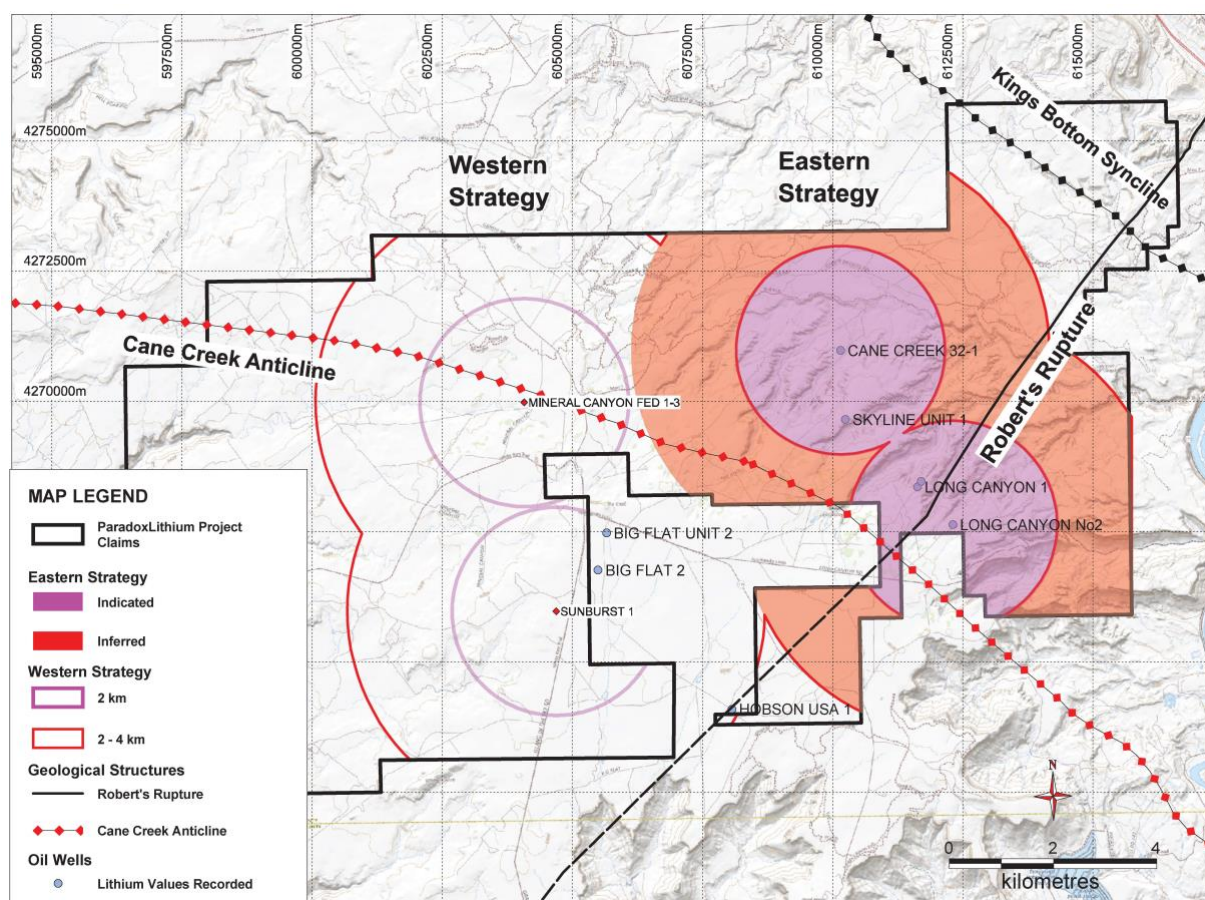 595000m
597500m
600000m
602500m
605000m
607500m
610000m
612500m
615000m
4275000m
4272500m
4270000m
Western
Strategy
Eastern
Strategy
Kings Bottom Syncline
Robert's Rupture
Cane Creek Anticline
CANE CREEK 32-1
MINERAL CANYON FED 1-3
SKYLINE UNIT 1
LONG CANYON 1
LONG CANYON No2
BIG FLAT UNIT 2
BIG FLAT 2
SUNBURST 1
HOBSON USA 1
MAP LEGEND
ParadoxLithium Project
Claims
Eastern Strategy
Indicated
Inferred
Western Strategy
2 km
2 - 4 km
Geological Structures
Robert's Rupture
Cane Creek Anticline
Oil Wells
Lithium Values Recorded
N
0 2 4
kilometres